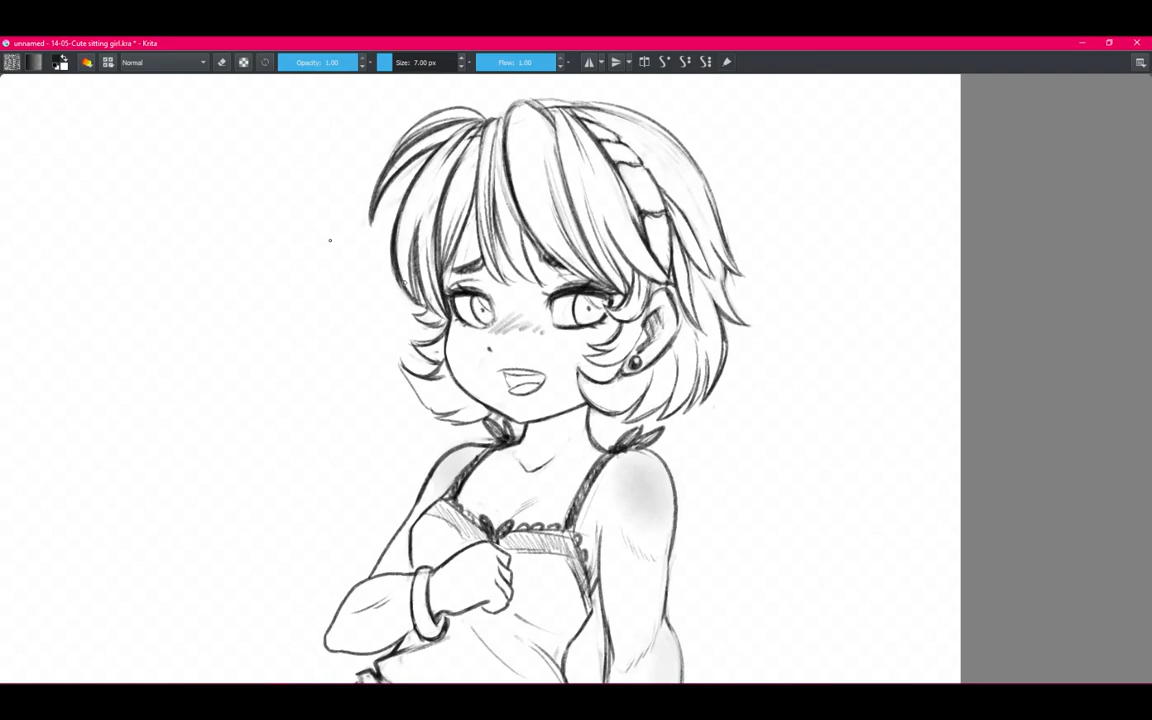 unnamed - 14-05-Cute sitting girl.kra * - Krita
Normal Opacity: 1.00 Size: 7.00 px Flow: 1.00